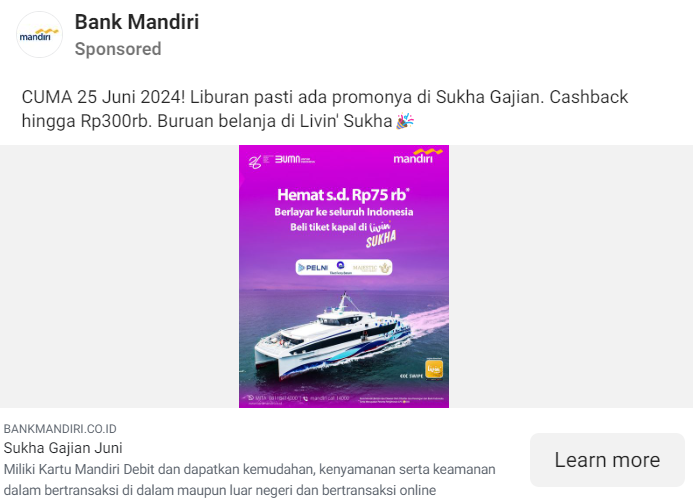 mandiri
Bank Mandiri
Sponsored
CUMA 25 Juni 2024! Liburan pasti ada promonya di Sukha Gajian. Cashback
hingga Rp300rb. Buruan belanja di Livin' Sukha
BUMN
mandiri
Hemat s.d. Rp75 rb*
Berlayar ke seluruh Indonesia
Beli tiket kapal di livin'
SUKHA
PELNI
livin'
BANKMANDIRI.CO.ID
Sukha Gajian Juni
Miliki Kartu Mandiri Debit dan dapatkan kemudahan, kenyamanan serta keamanan
dalam bertransaksi di dalam maupun luar negeri dan bertransaksi online
Learn more